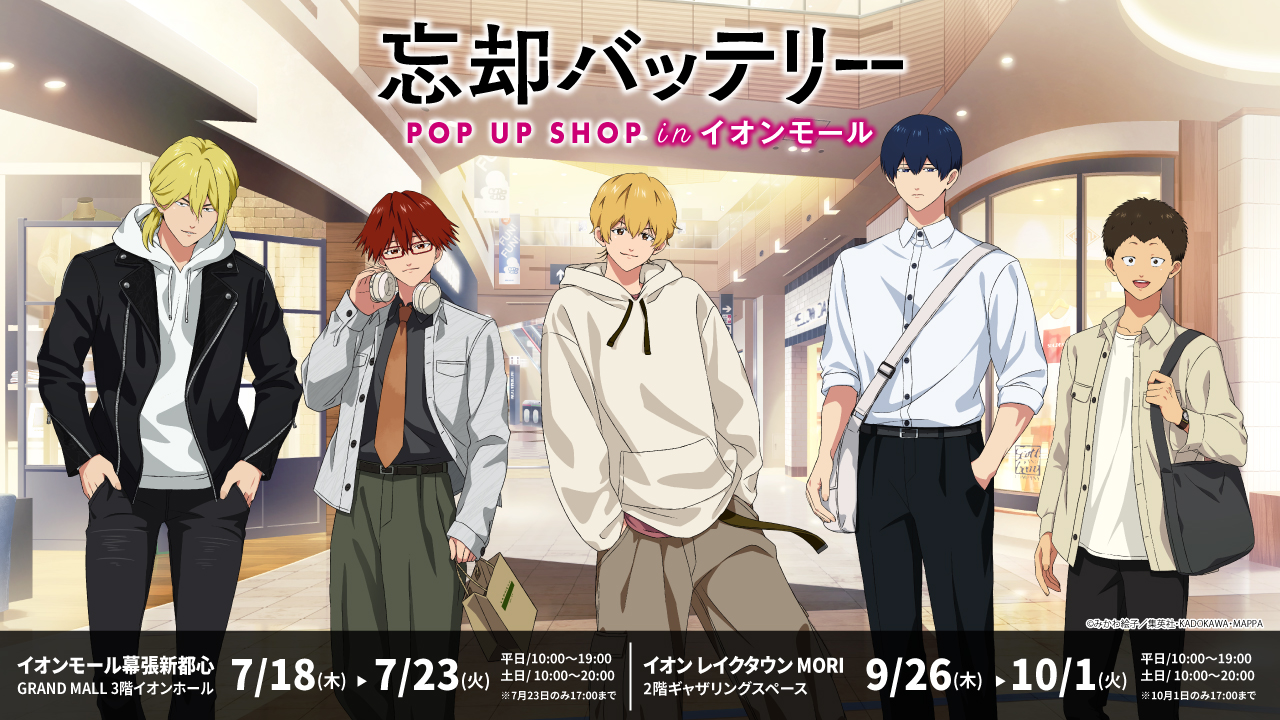 忘却バッテリー
POP UP SHOP in イオンモール
©みかわ絵子／集英社・KADOKAWA・MAPPA
イオンモール幕張新都心
GRAND MALL 3階イオンホール
7/18(木) ▶ 7/23(火)
平日/10:00〜19:00
土日/ 10:00〜20:00
※7月23日のみ17:00まで
イオン レイクタウン MORI
2階ギャザリングスペース
9/26(木) ▶ 10/1(火)
平日/10:00〜19:00
土日/ 10:00〜20:00
※10月1日のみ17:00まで